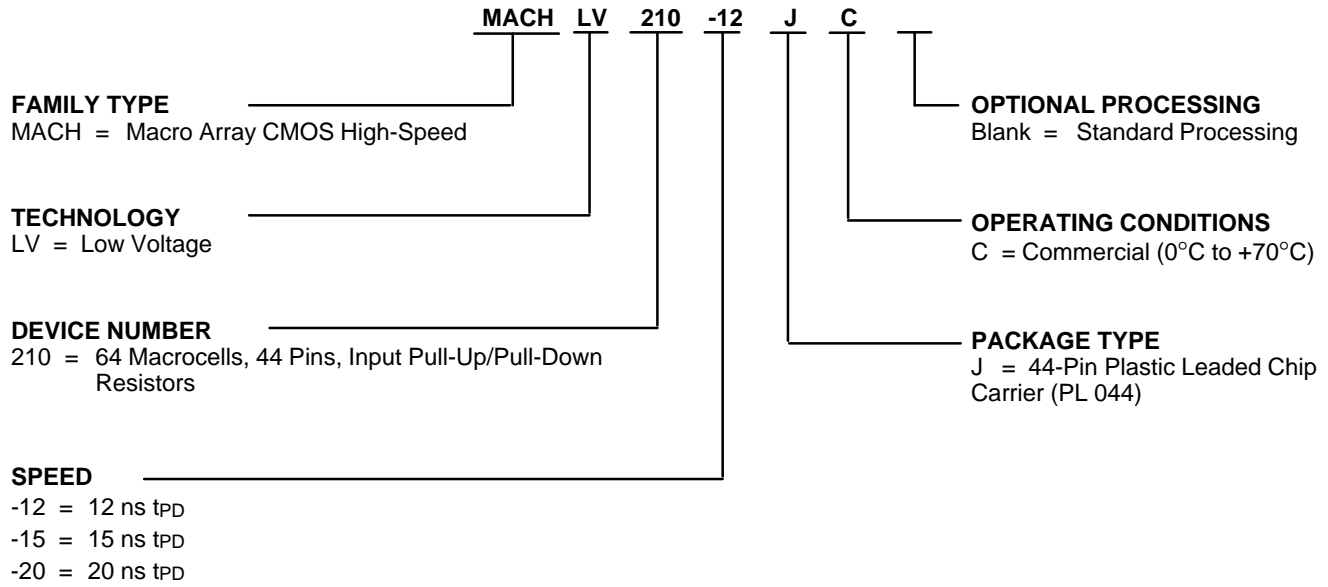 MACH LV 210 -12 J C
FAMILY TYPE
MACH = Macro Array CMOS High-Speed
TECHNOLOGY
LV = Low Voltage
DEVICE NUMBER
210 = 64 Macrocells, 44 Pins, Input Pull-Up/Pull-Down
Resistors
SPEED
-12 = 12 ns tPD
-15 = 15 ns tPD
-20 = 20 ns tPD
OPTIONAL PROCESSING
Blank = Standard Processing
OPERATING CONDITIONS
C = Commercial (0°C to +70°C)
PACKAGE TYPE
J = 44-Pin Plastic Leaded Chip
Carrier (PL 044)